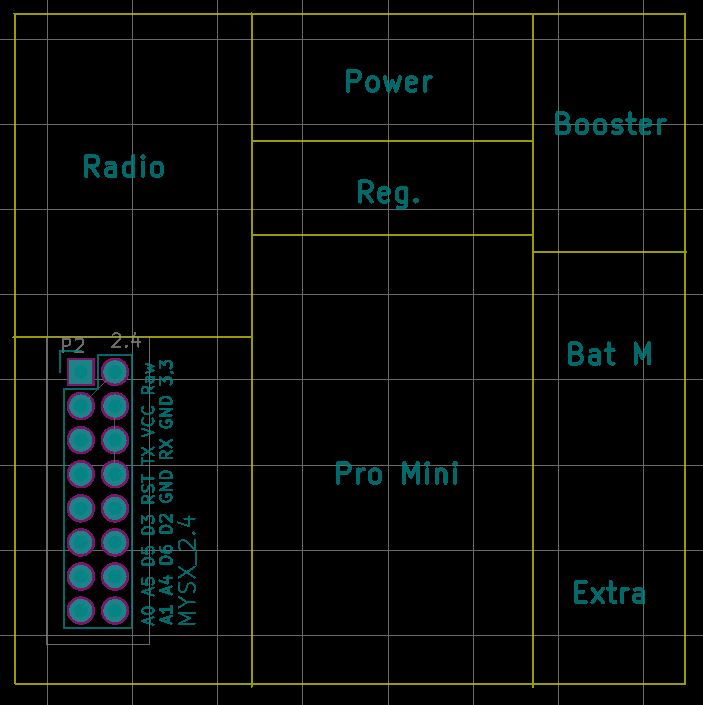 Power
Booster
Radio
Reg.
P2 2.4
Bat M
Pro Mini
A0 A5 D5 D3 RST TX VCC Raw
A1 A4 D6 D2 GND RX GND 3,3
MYSX_2.4
Extra